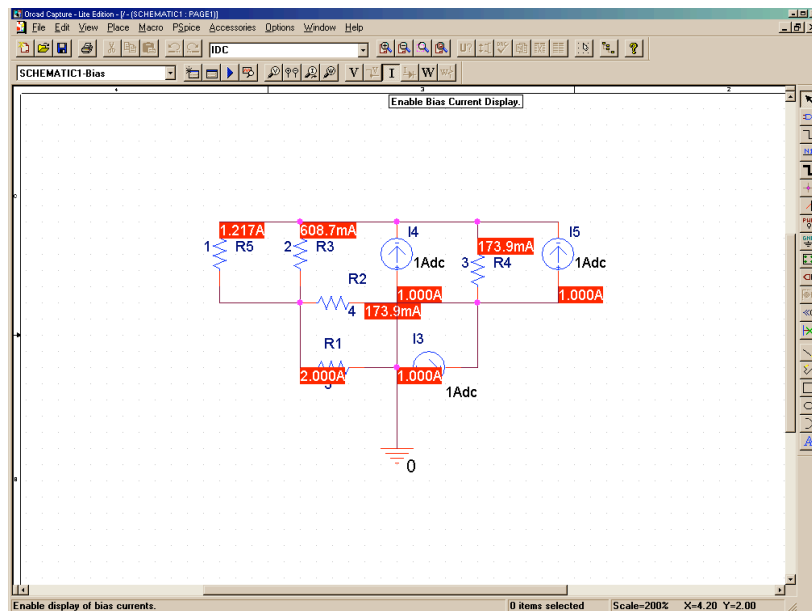 Orcad Capture - Lite Edition - [/ - (SCHEMATIC1 : PAGE1)]
File Edit View Place Macro PSpice Accessories Options Window Help
IDC
U?
SCHEMATIC1-Bias
V I W
Enable Bias Current Display.
4 3 2
1.217A 608.7mA I4 I5
1 R5 2 R3 173.9mA
1Adc 3 R4 1Adc
R2 1.000A 1.000A
4 173.9mA
R1 I3
2.000A 1.000A
1Adc
0
Enable display of bias currents. 0 items selected Scale=200% X=4.20 Y=2.00